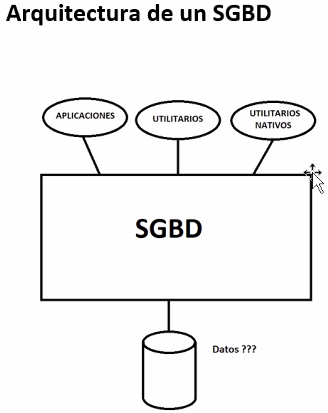 Arquitectura de un SGBD
APLICACIONES
UTILITARIOS
UTILITARIOS
NATIVOS
SGBD
Datos ???